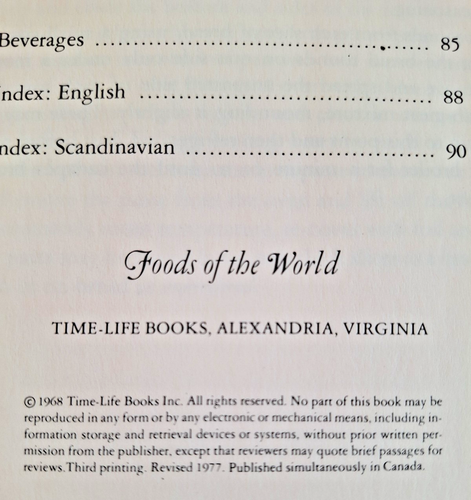 Beverages ........................................ 85
ndex: English ........................................ 88
ndex: Scandinavian ........................................ 90
Foods of the World
TIME-LIFE BOOKS, ALEXANDRIA, VIRGINIA
© 1968 Time-Life Books Inc. All rights reserved. No part of this book may be
reproduced in any form or by any electronic or mechanical means, including in-
formation storage and retrieval devices or systems, without prior written per-
mission from the publisher, except that reviewers may quote brief passages for
reviews.Third printing. Revised 1977. Published simultaneously in Canada.